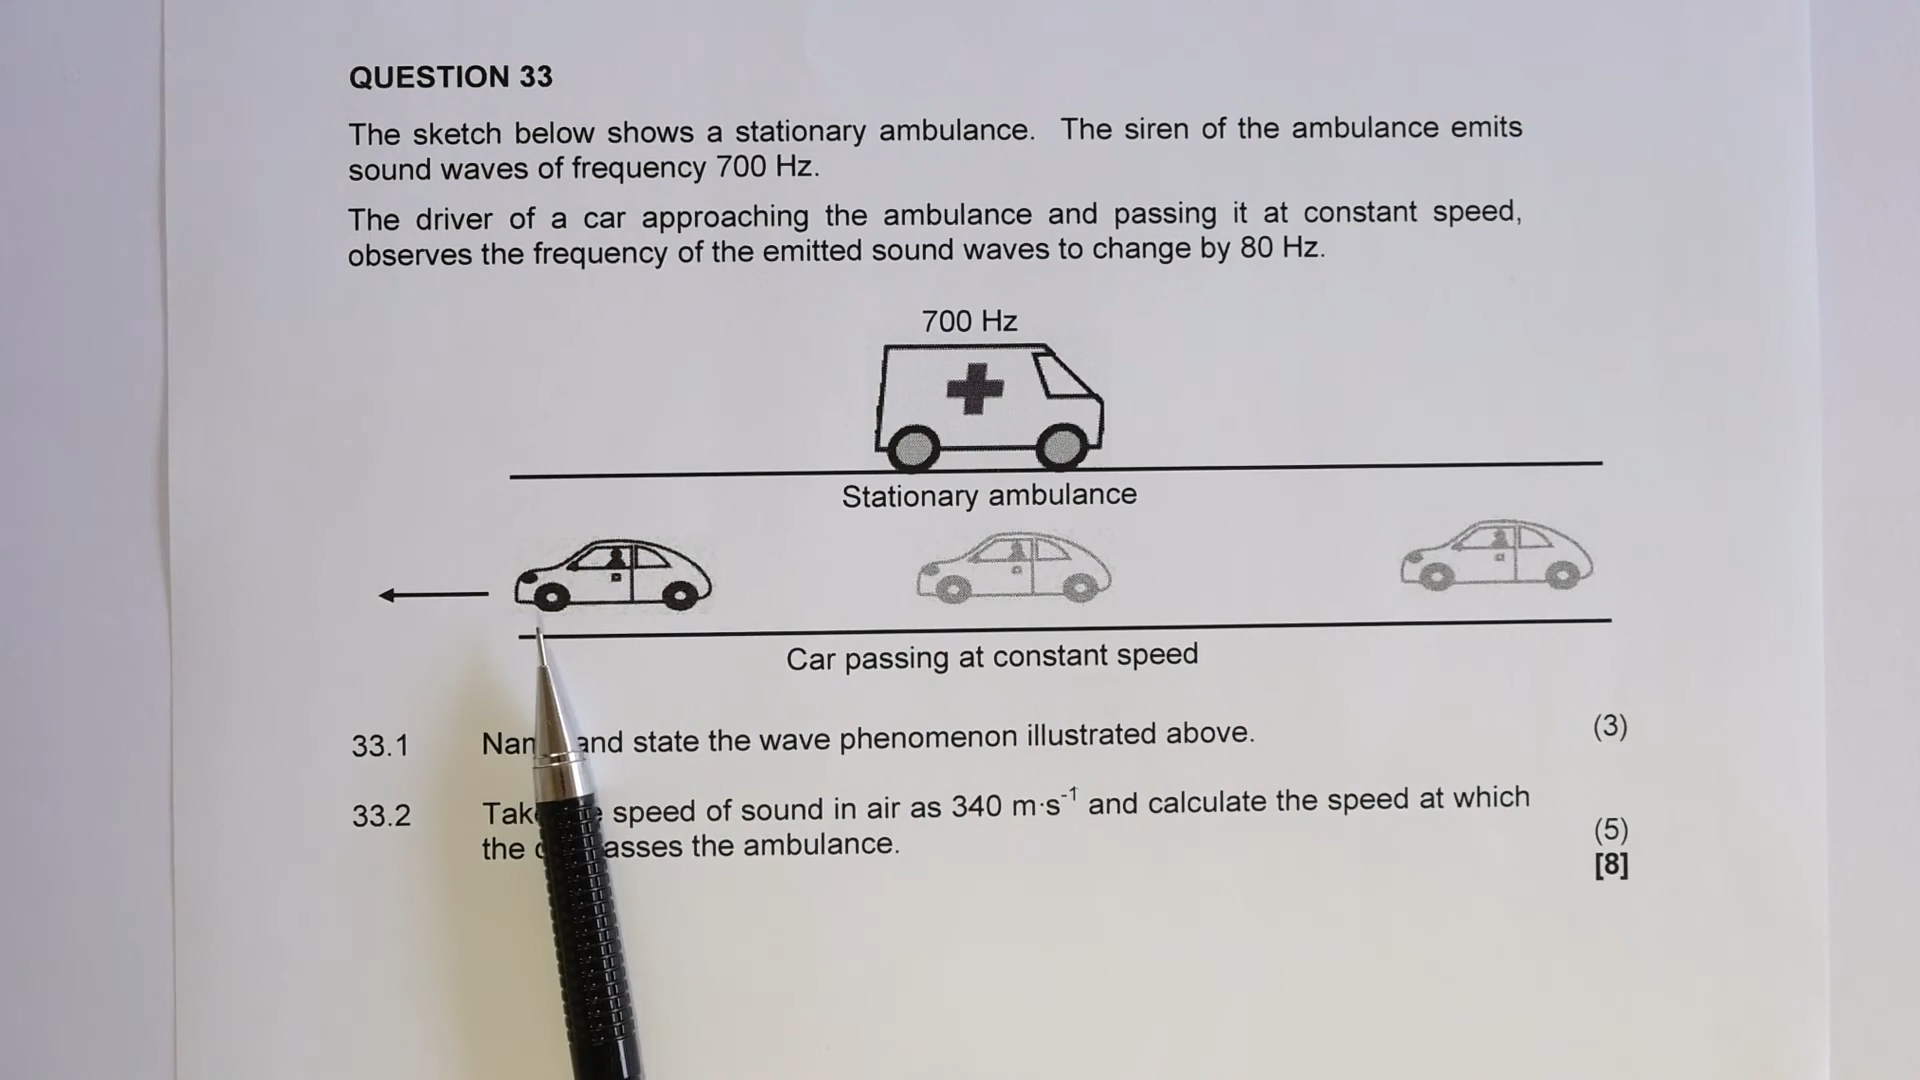 QUESTION 33
The sketch below shows a stationary ambulance. The siren of the ambulance emits
sound waves of frequency 700 Hz.
The driver of a car approaching the ambulance and passing it at constant speed,
observes the frequency of the emitted sound waves to change by 80 Hz.
700 Hz
Stationary ambulance
Car passing at constant speed
33.1 and state the wave phenomenon illustrated above. (3)
33.2 speed of sound in air as 340 m·s⁻¹ and calculate the speed at which
the the ambulance. (5)
[8]